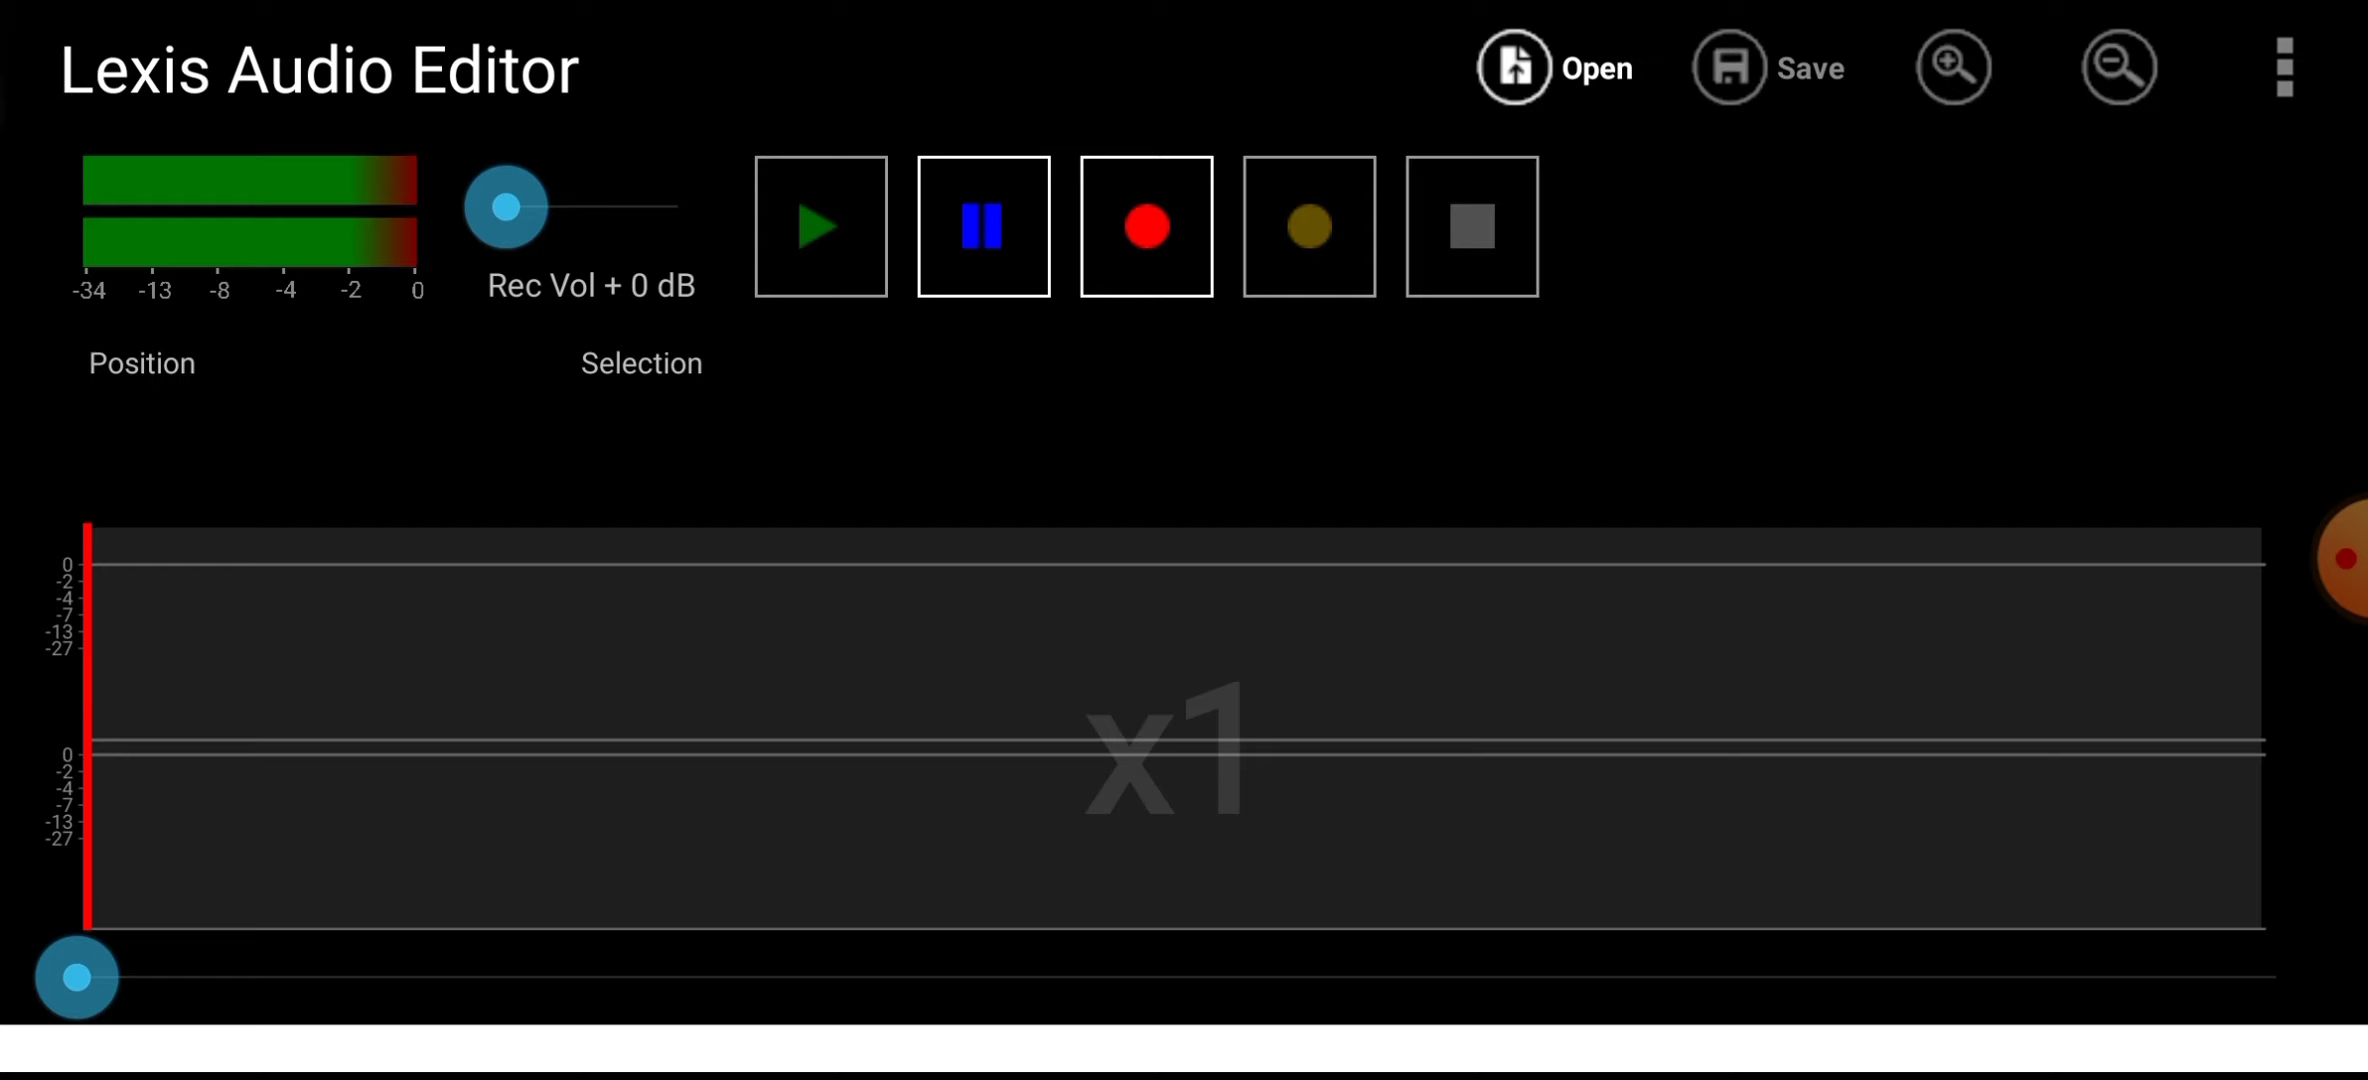 Lexis Audio Editor
Open
Save
-34 -13 -8 -4 -2 0
Rec Vol + 0 dB
Position
Selection
0
-2
-4
-7
-13
-27
x1
0
-2
-4
-7
-13
-27